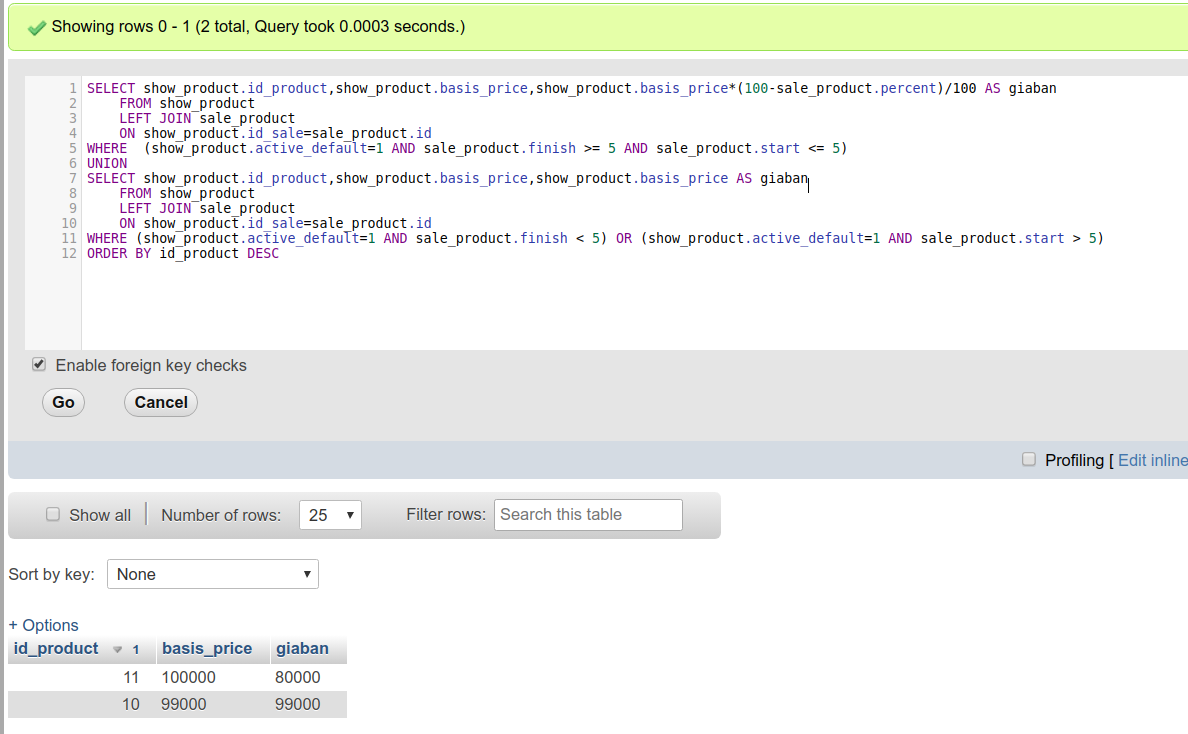 Showing rows 0 - 1 (2 total, Query took 0.0003 seconds.)
1 SELECT show_product.id_product,show_product.basis_price,show_product.basis_price*(100-sale_product.percent)/100 AS giaban
2 FROM show_product
3 LEFT JOIN sale_product
4 ON show_product.id_sale=sale_product.id
5 WHERE (show_product.active_default=1 AND sale_product.finish >= 5 AND sale_product.start <= 5)
6 UNION
7 SELECT show_product.id_product,show_product.basis_price,show_product.basis_price AS giaban
8 FROM show_product
9 LEFT JOIN sale_product
10 ON show_product.id_sale=sale_product.id
11 WHERE (show_product.active_default=1 AND sale_product.finish < 5) OR (show_product.active_default=1 AND sale_product.start > 5)
12 ORDER BY id_product DESC
Enable foreign key checks
Go Cancel
Profiling [ Edit inline
Show all Number of rows: 25 Filter rows: Search this table
Sort by key: None
+ Options
id_product 1 basis_price giaban
11 100000 80000
10 99000 99000